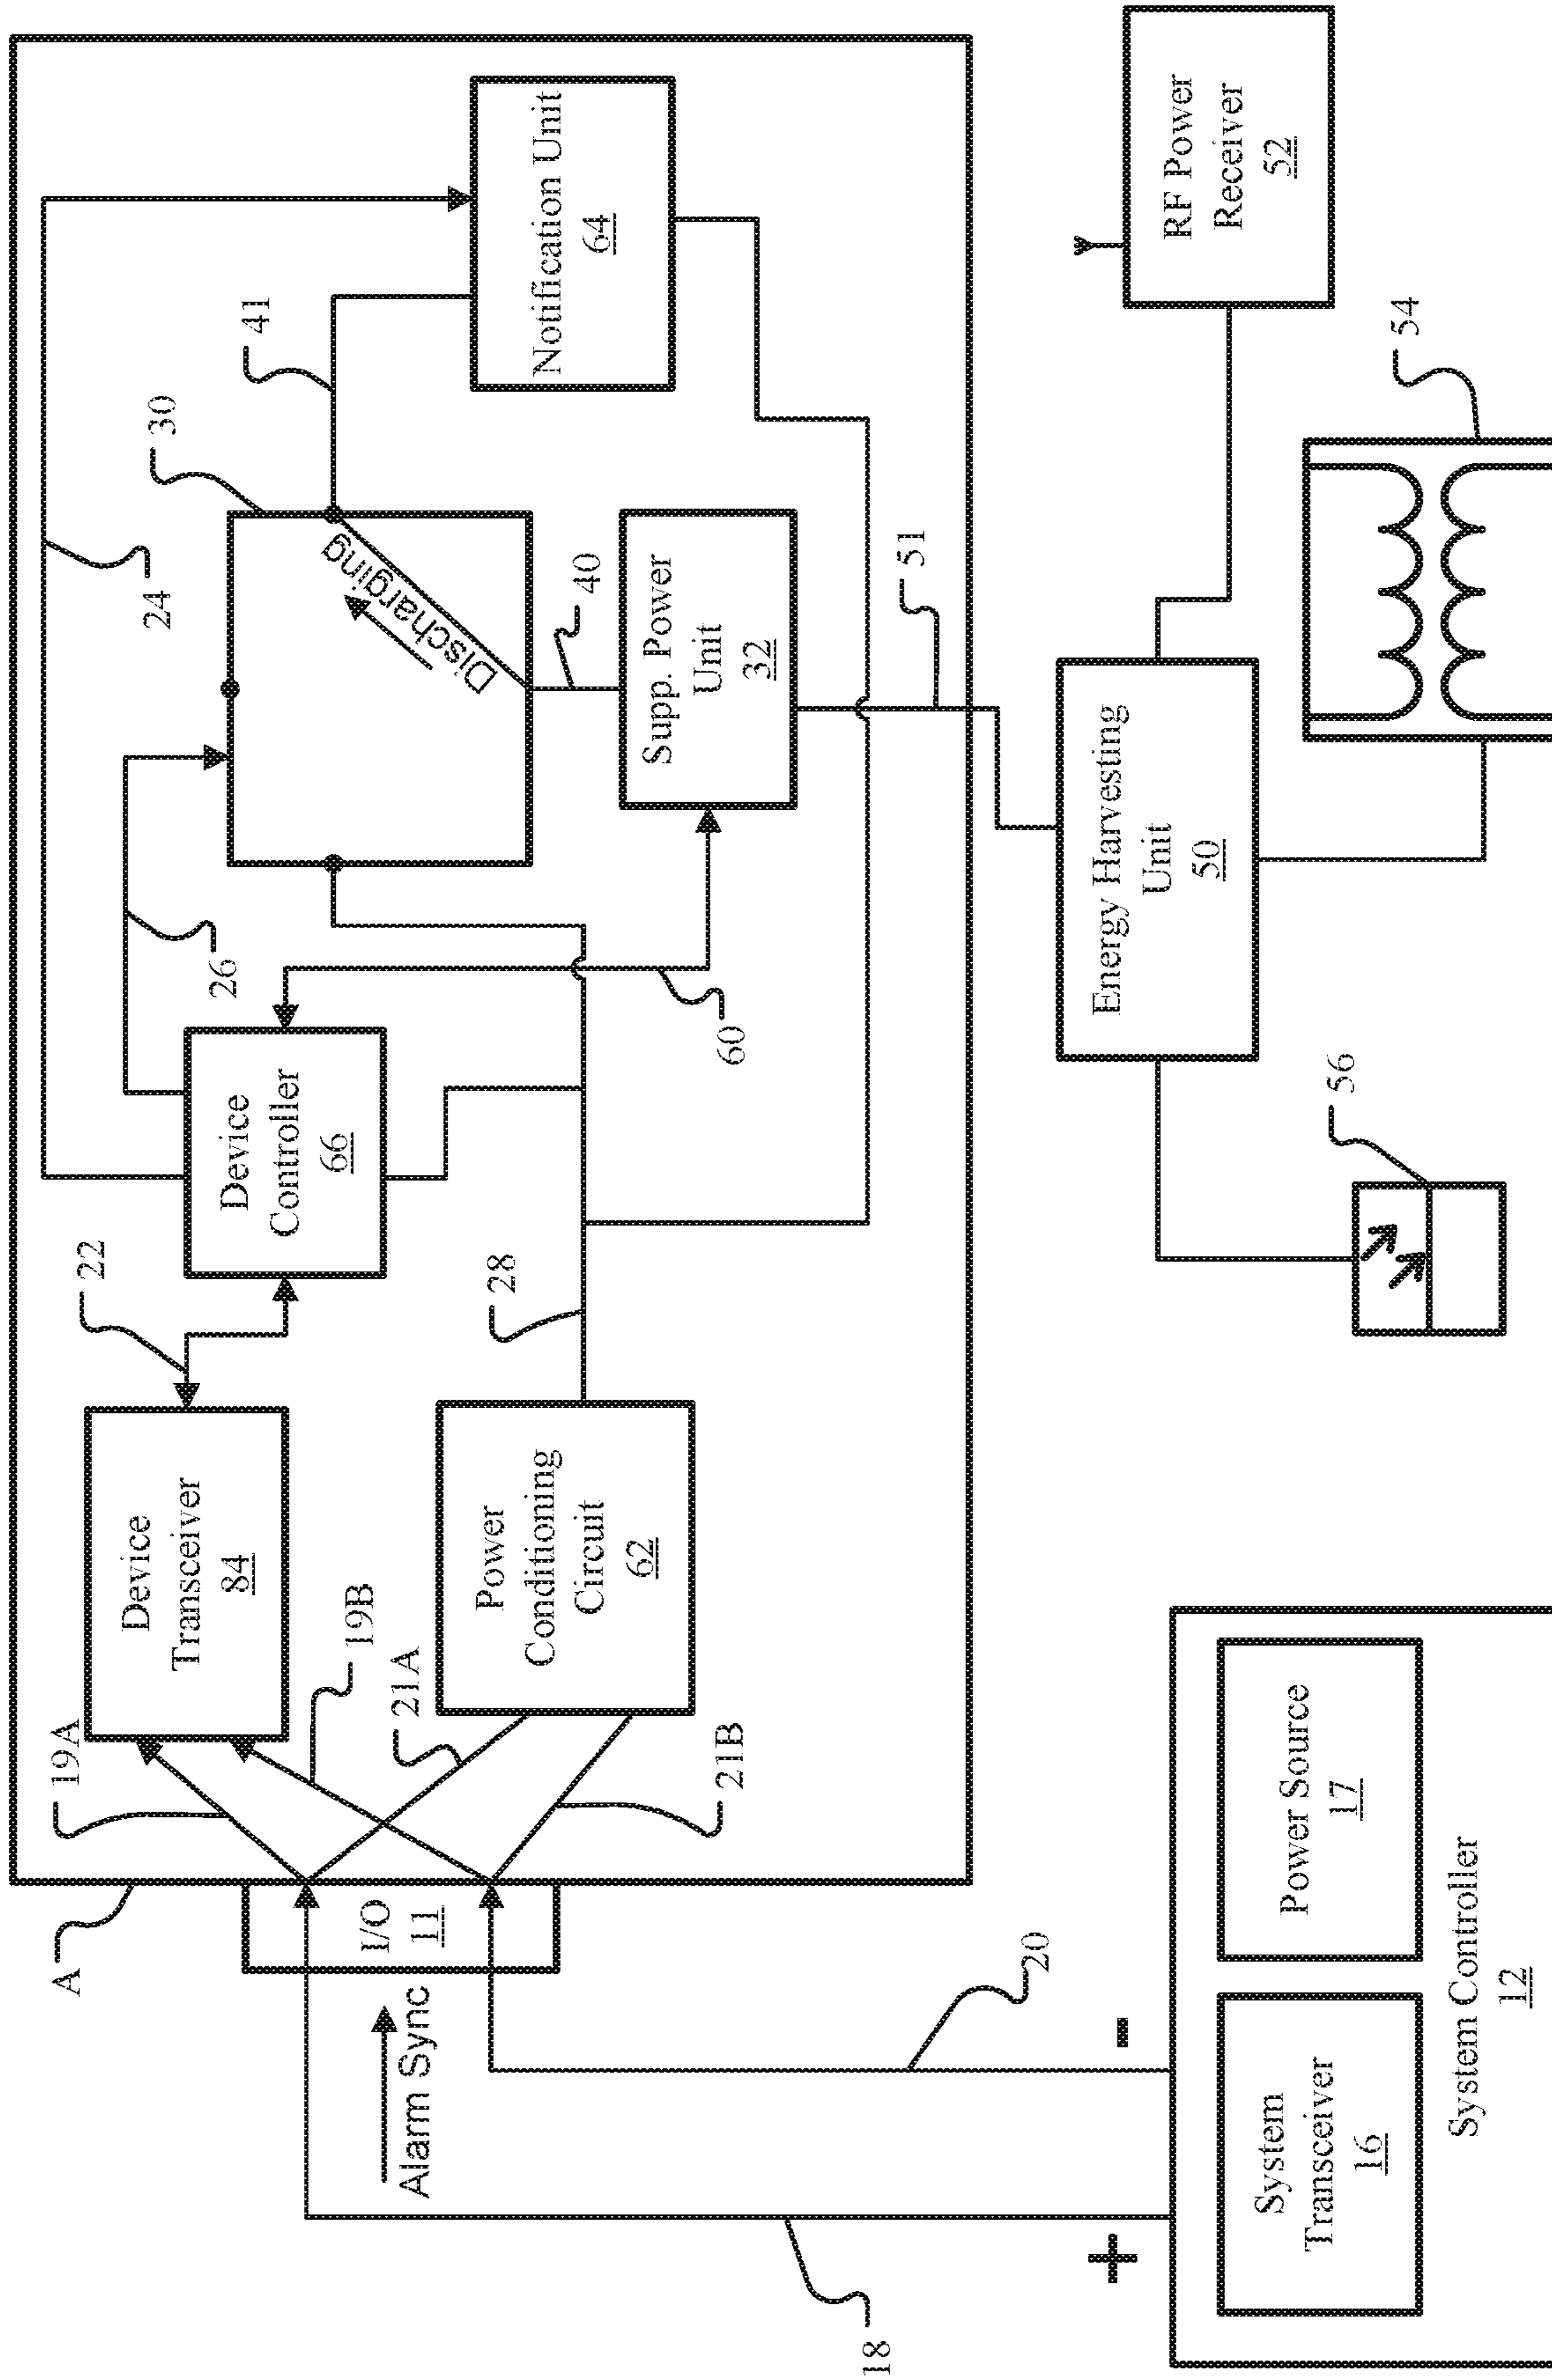 A
19A
Device
Transceiver
84
22
Device
Controller
66
26
24
30
41
Notification Unit
64
Discharging
40
Supp. Power
Unit
32
51
60
28
I/O
11
19B
21A
21B
Power
Conditioning
Circuit
62
Alarm Sync
18
20
+
-
System
Transceiver
16
Power Source
17
System Controller
12
56
Energy Harvesting
Unit
50
54
RF Power
Receiver
52